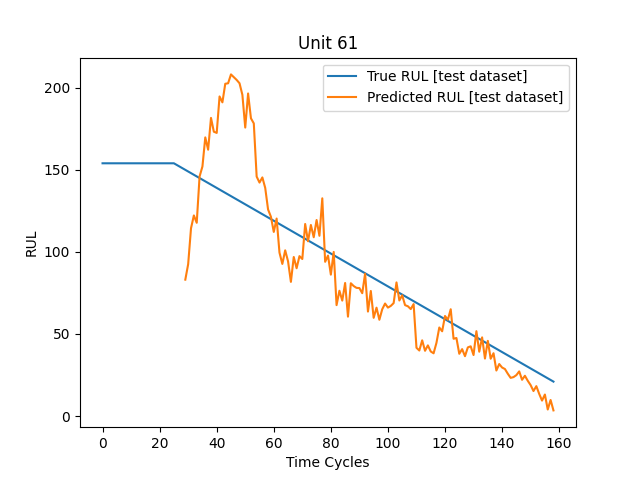 Unit 61
True RUL [test dataset]
Predicted RUL [test dataset]
200
150
100
50
0
RUL
0 20 40 60 80 100 120 140 160
Time Cycles